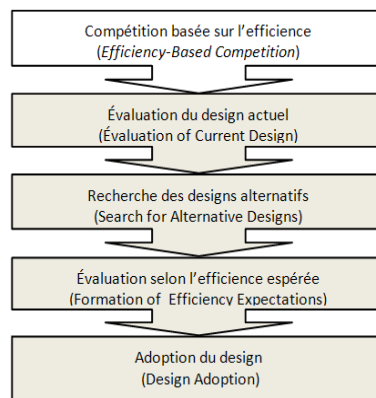 Compétition basée sur l'efficience
(Efficiency-Based Competition)
Évaluation du design actuel
(Évaluation of Current Design)
Recherche des designs alternatifs
(Search for Alternative Designs)
Évaluation selon l'efficience espérée
(Formation of Efficiency Expectations)
Adoption du design
(Design Adoption)